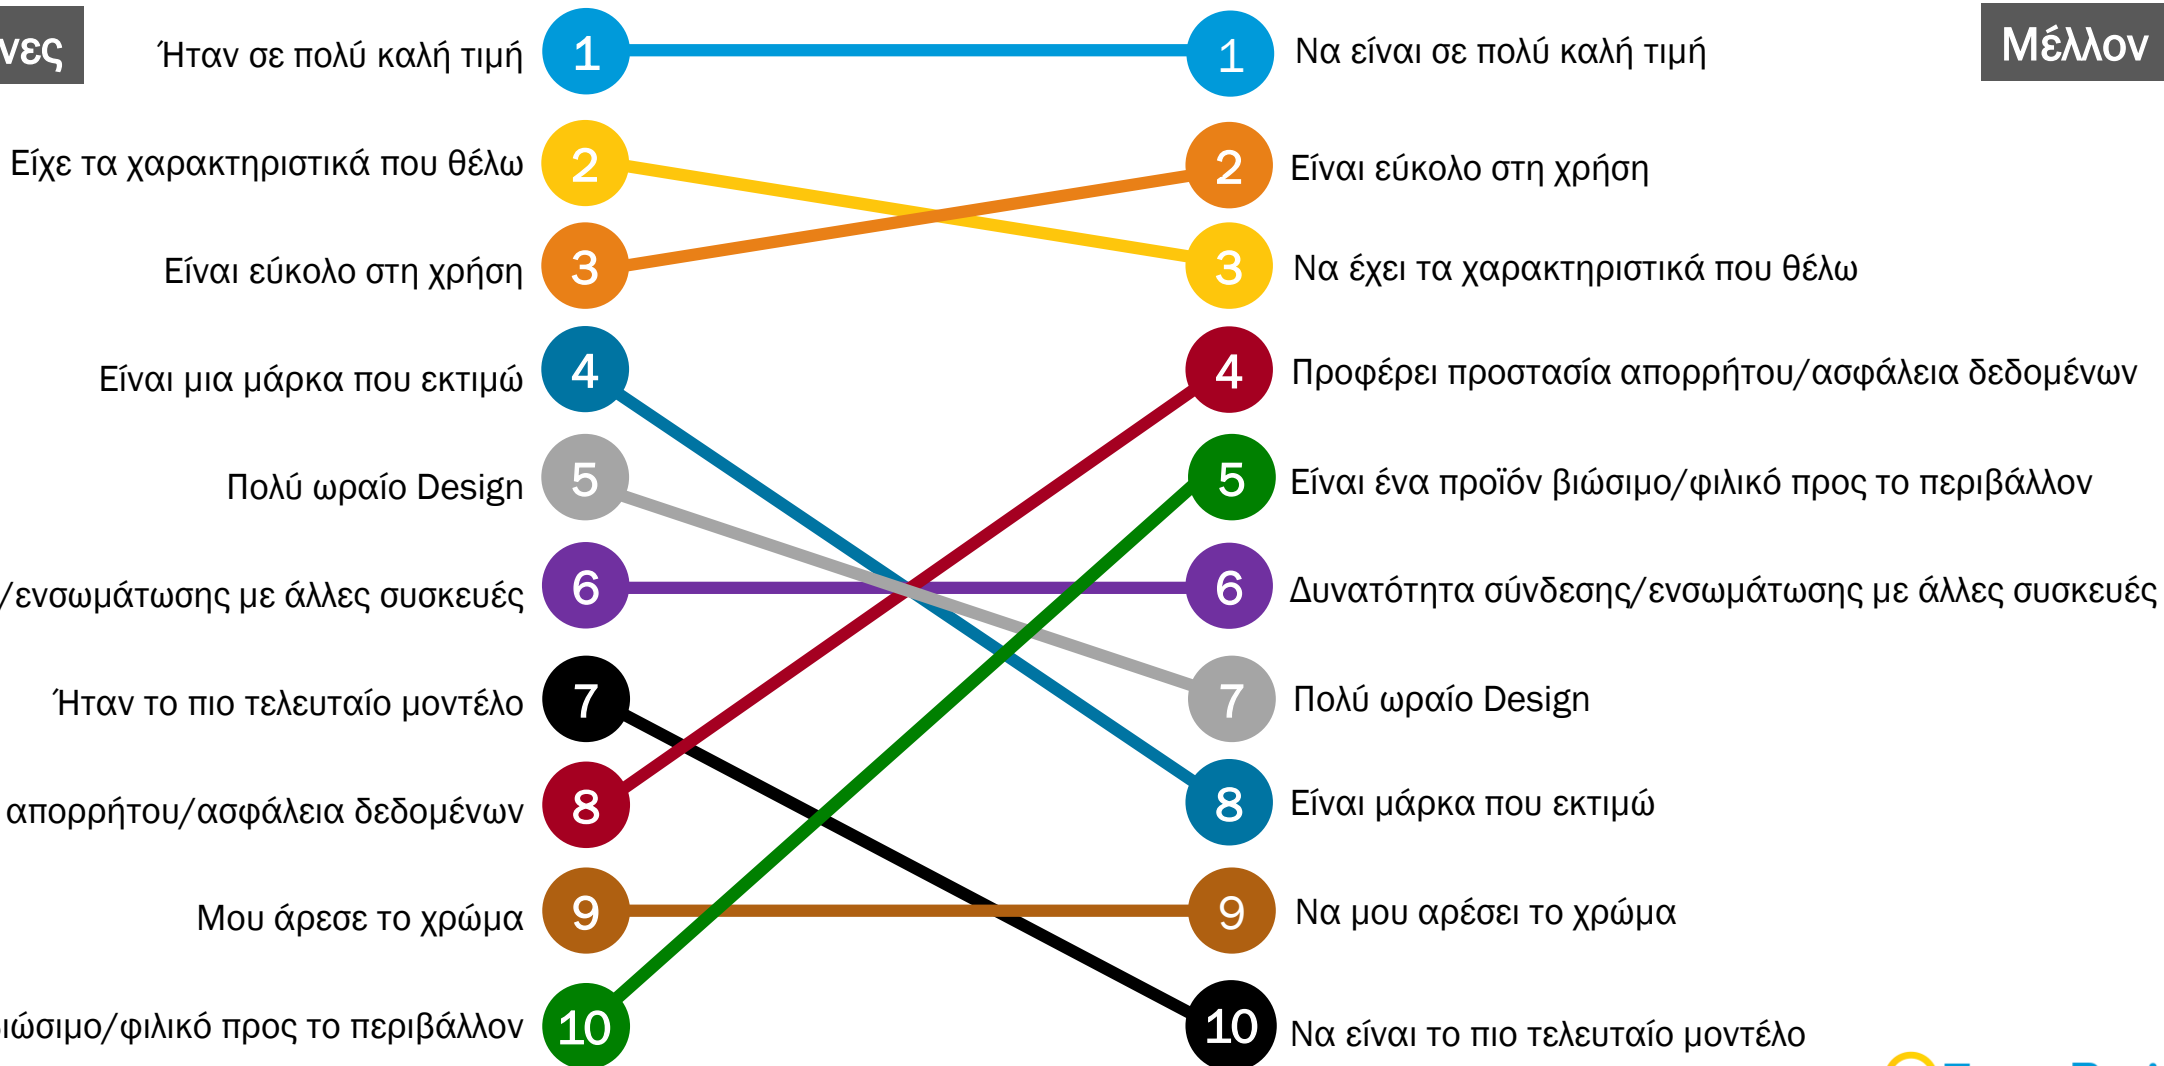 Μέλλον
Ήταν σε πολύ καλή τιμή 1 1 Να είναι σε πολύ καλή τιμή
Είχε τα χαρακτηριστικά που θέλω 2 2 Είναι εύκολο στη χρήση
Είναι εύκολο στη χρήση 3 3 Να έχει τα χαρακτηριστικά που θέλω
Είναι μια μάρκα που εκτιμώ 4 4 Προφέρει προστασία απορρήτου/ασφάλεια δεδομένων
Πολύ ωραίο Design 5 5 Είναι ένα προϊόν βιώσιμο/φιλικό προς το περιβάλλον
/ενσωμάτωσης με άλλες συσκευές 6 6 Δυνατότητα σύνδεσης/ενσωμάτωσης με άλλες συσκευές
Ήταν το πιο τελευταίο μοντέλο 7 7 Πολύ ωραίο Design
απορρήτου/ασφάλεια δεδομένων 8 8 Είναι μάρκα που εκτιμώ
Μου άρεσε το χρώμα 9 9 Να μου αρέσει το χρώμα
ιώσιμο/φιλικό προς το περιβάλλον 10 10 Να είναι το πιο τελευταίο μοντέλο